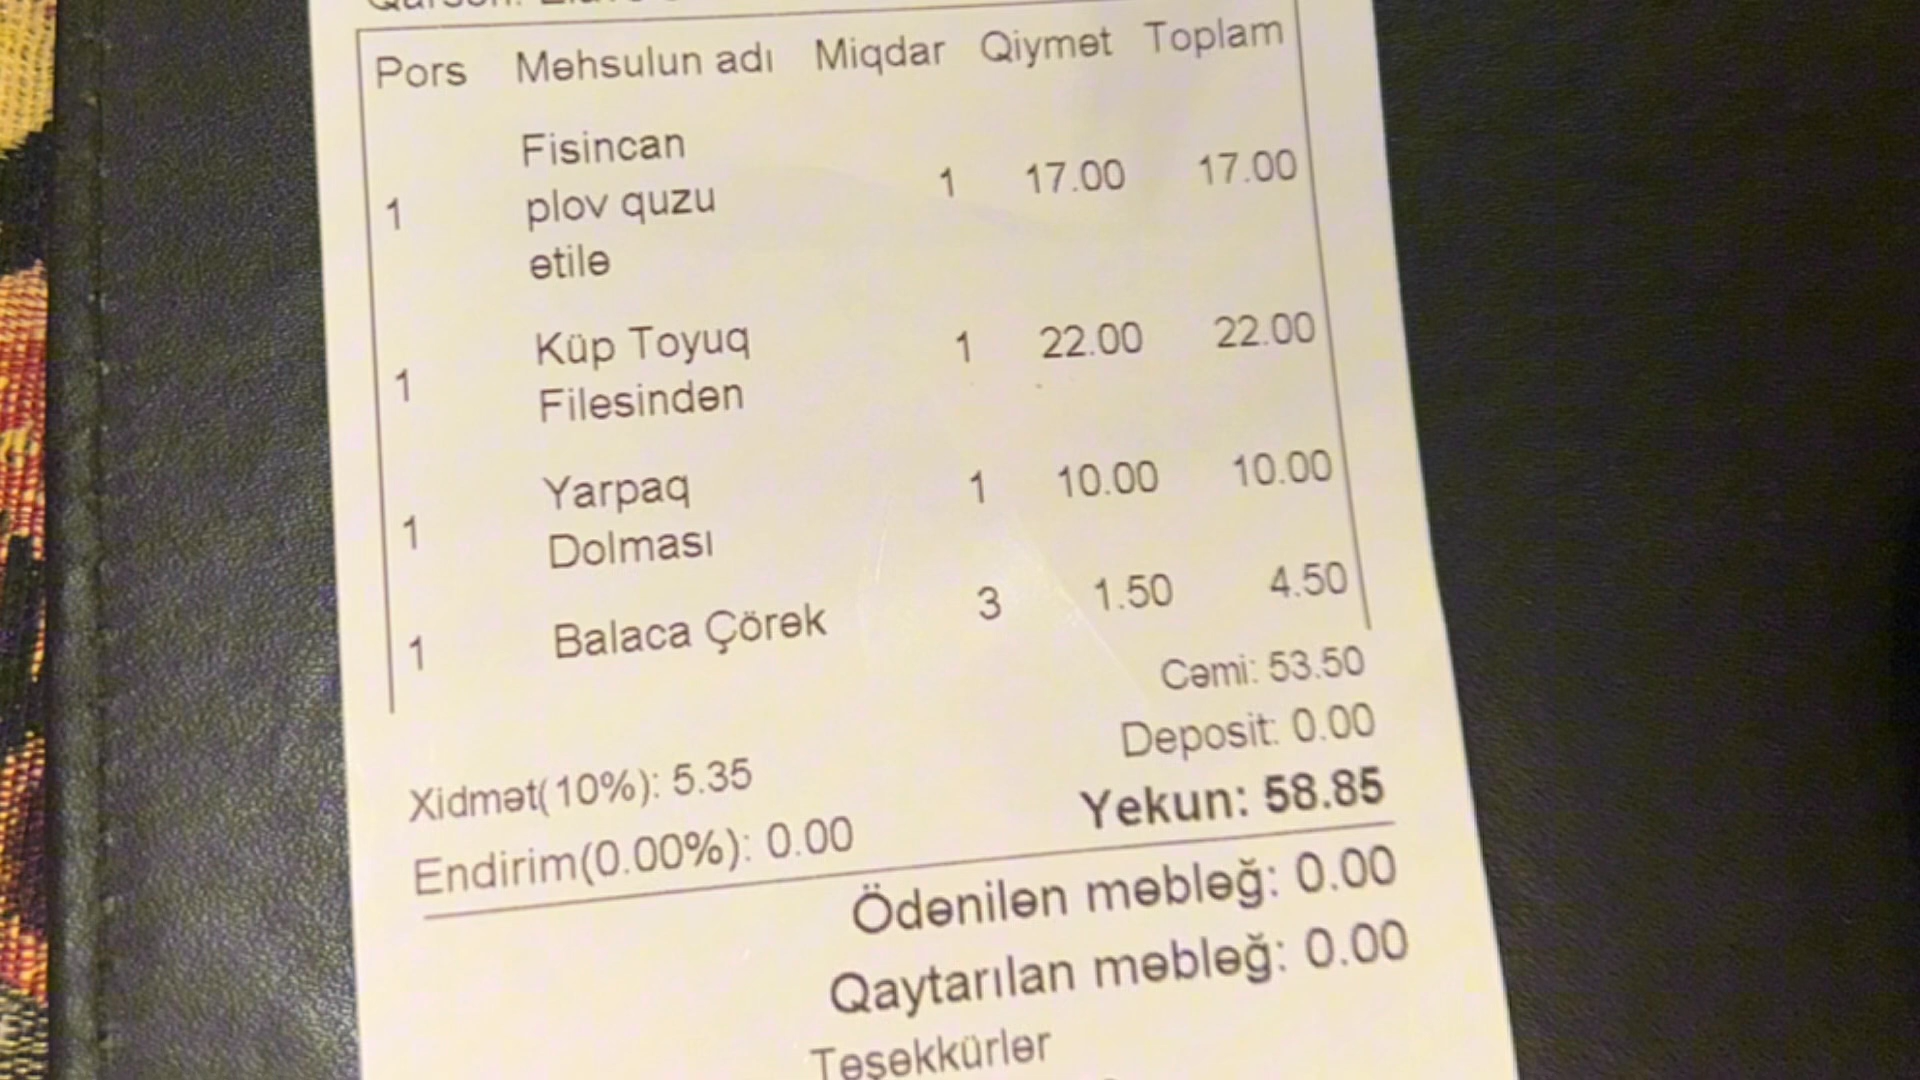 Pors Məhsulun adı Miqdar Qiymət Toplam
Fisincan
plov quzu
1 1 17.00 17.00
ətilə
Küp Toyuq
1 1 22.00 22.00
Filesindən
Yarpaq
1 1 10.00 10.00
Dolması
1 Balaca Çörək 3 1.50 4.50
Cəmi: 53.50
Deposit: 0.00
Xidmət(10%): 5.35
Yekun: 58.85
Endirim(0.00%): 0.00
Ödənilən məbləğ: 0.00
Qaytarılan məbləğ: 0.00
Təşəkkürlər